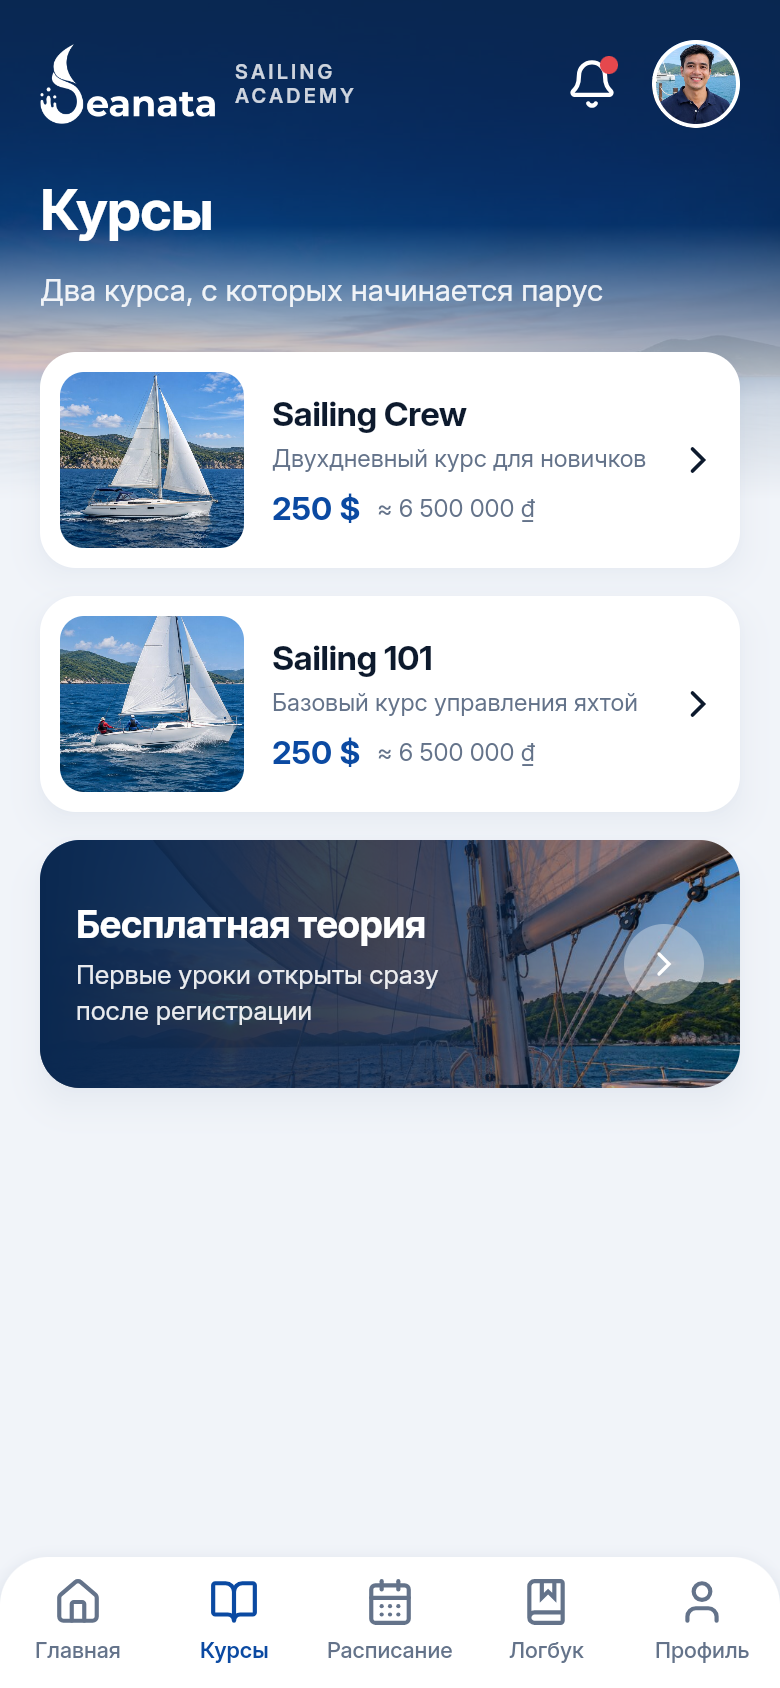 Seanata
SAILING
ACADEMY
Курсы
Два курса, с которых начинается парус
Sailing Crew
Двухдневный курс для новичков
250 $ ≈ 6 500 000 ₫
Sailing 101
Базовый курс управления яхтой
250 $ ≈ 6 500 000 ₫
Бесплатная теория
Первые уроки открыты сразу
после регистрации
Главная Курсы Расписание Логбук Профиль